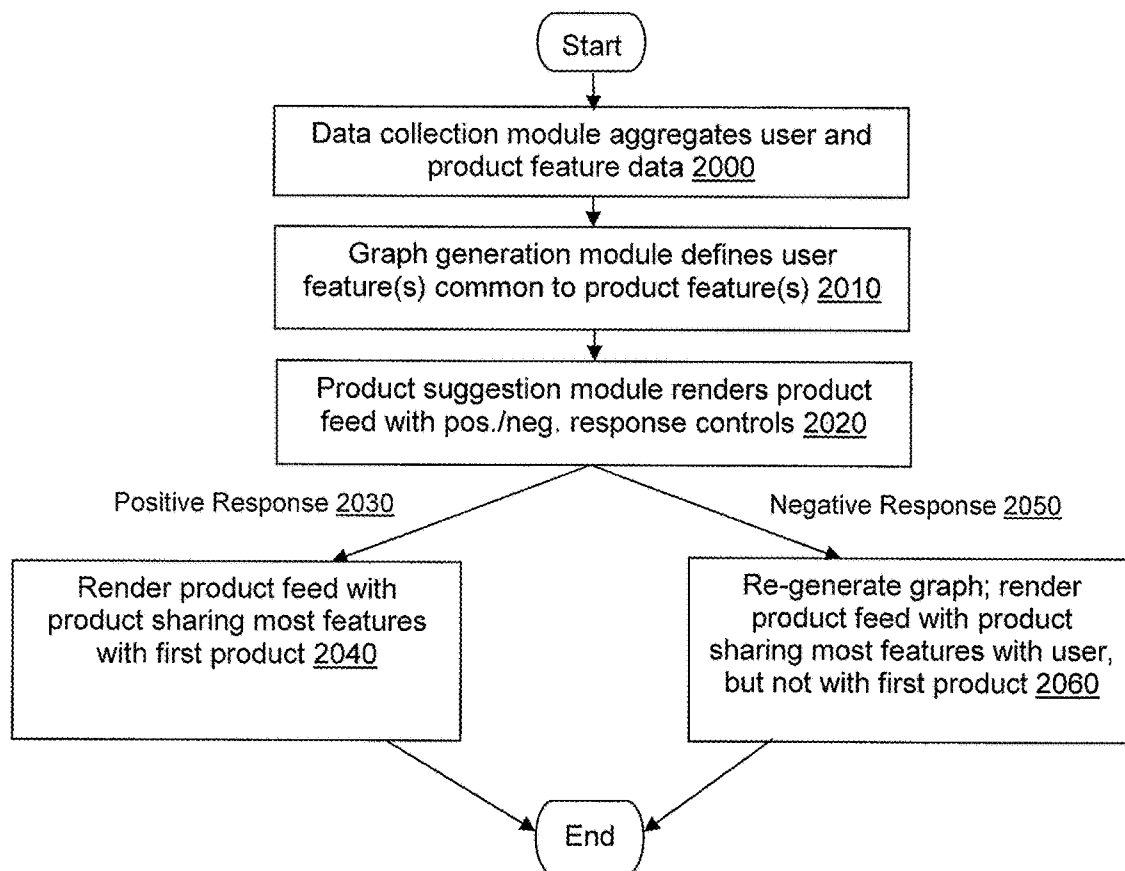 Start
Data collection module aggregates user and
product feature data 2000
Graph generation module defines user
feature(s) common to product feature(s) 2010
Product suggestion module renders product
feed with pos./neg. response controls 2020
Positive Response 2030
Negative Response 2050
Render product feed with
product sharing most features
with first product 2040
Re-generate graph; render
product feed with product
sharing most features with user,
but not with first product 2060
End